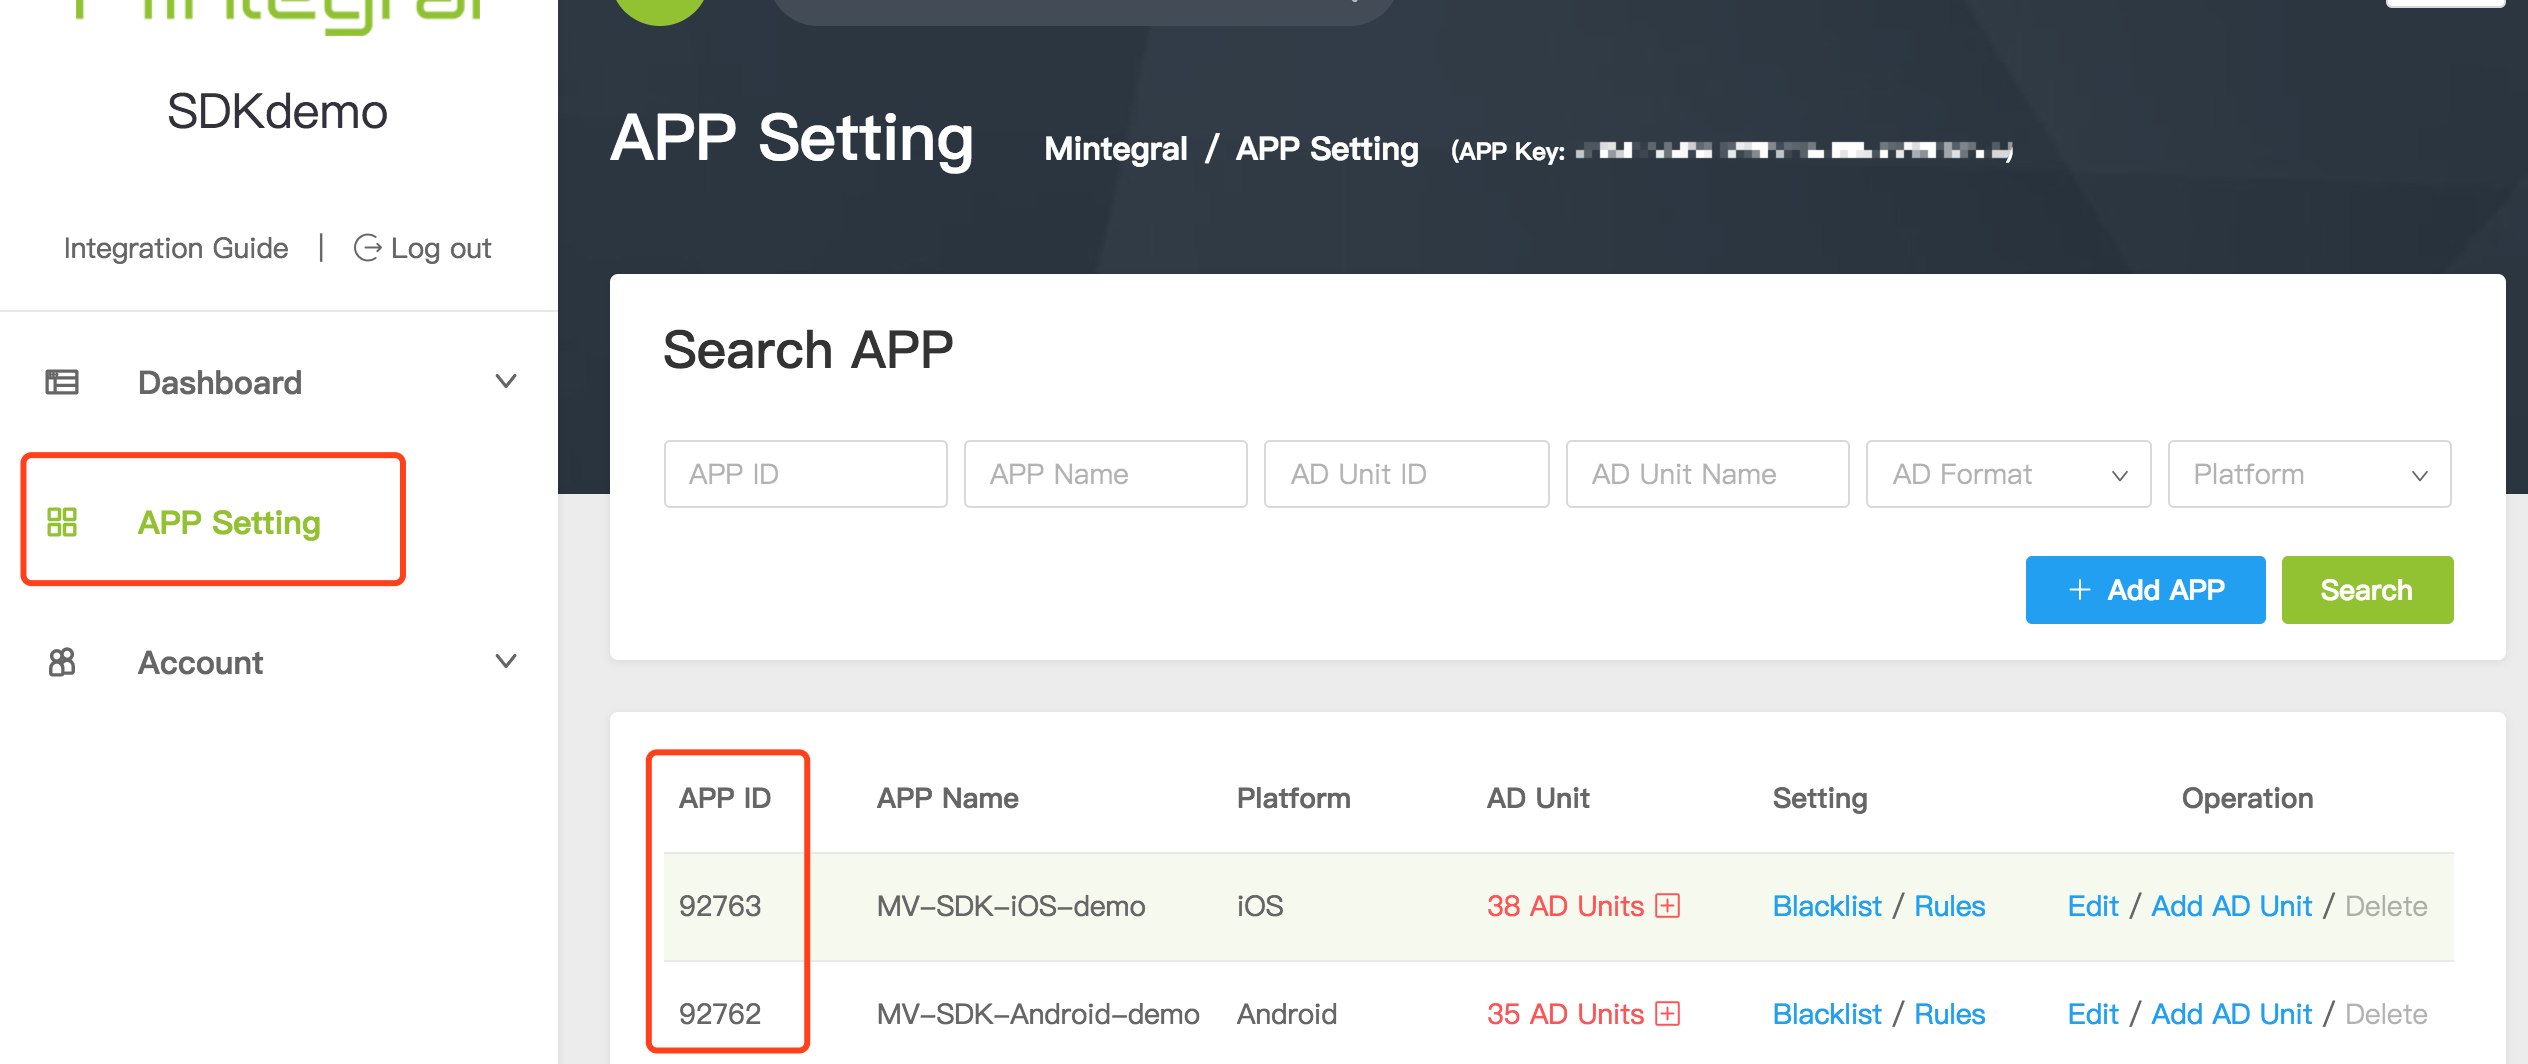 SDKdemo
Integration Guide | Log out
Dashboard
APP Setting
Account
APP Setting Mintegral / APP Setting (APP Key: )
Search APP
APP ID APP Name AD Unit ID AD Unit Name AD Format Platform
+ Add APP Search
APP ID APP Name Platform AD Unit Setting Operation
92763 MV-SDK-iOS-demo iOS 38 AD Units Blacklist / Rules Edit / Add AD Unit / Delete
92762 MV-SDK-Android-demo Android 35 AD Units Blacklist / Rules Edit / Add AD Unit / Delete